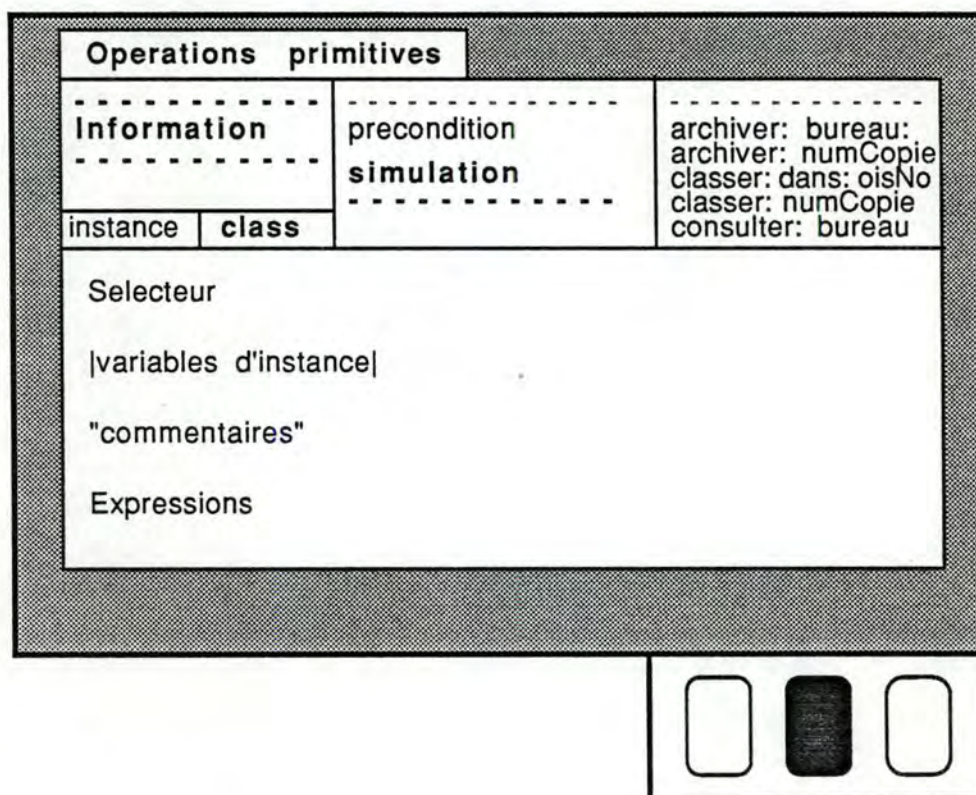 Operations primitives
- - - - - - - - - - -
Information
- - - - - - - - - - -
instance class
- - - - - - - - - - - - -
precondition
simulation
- - - - - - - - - - - -
- - - - - - - - - - - -
archiver: bureau:
archiver: numCopie
classer: dans: oisNo
classer: numCopie
consulter: bureau
Selecteur
|variables d'instance|
"commentaires"
Expressions